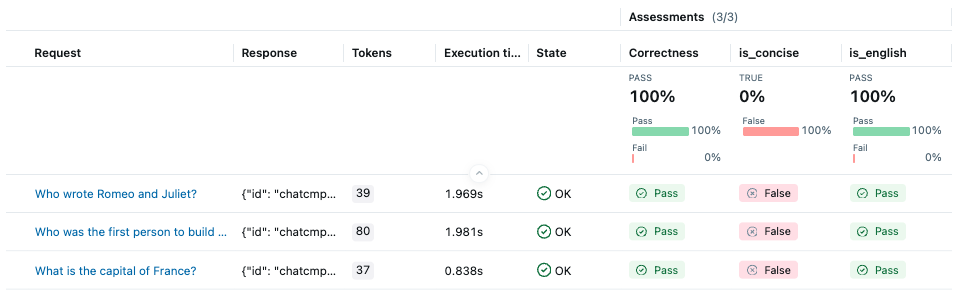 Assessments (3/3)
Request Response Tokens Execution ti... State Correctness is_concise is_english
PASS TRUE PASS
100% 0% 100%
Pass False Pass
100% 100% 100%
Fail Fail
0% 0%
Who wrote Romeo and Juliet? {"id": "chatcmp... 39 1.969s OK Pass False Pass
Who was the first person to build ... {"id": "chatcmp... 80 1.981s OK Pass False Pass
What is the capital of France? {"id": "chatcmp... 37 0.838s OK Pass False Pass